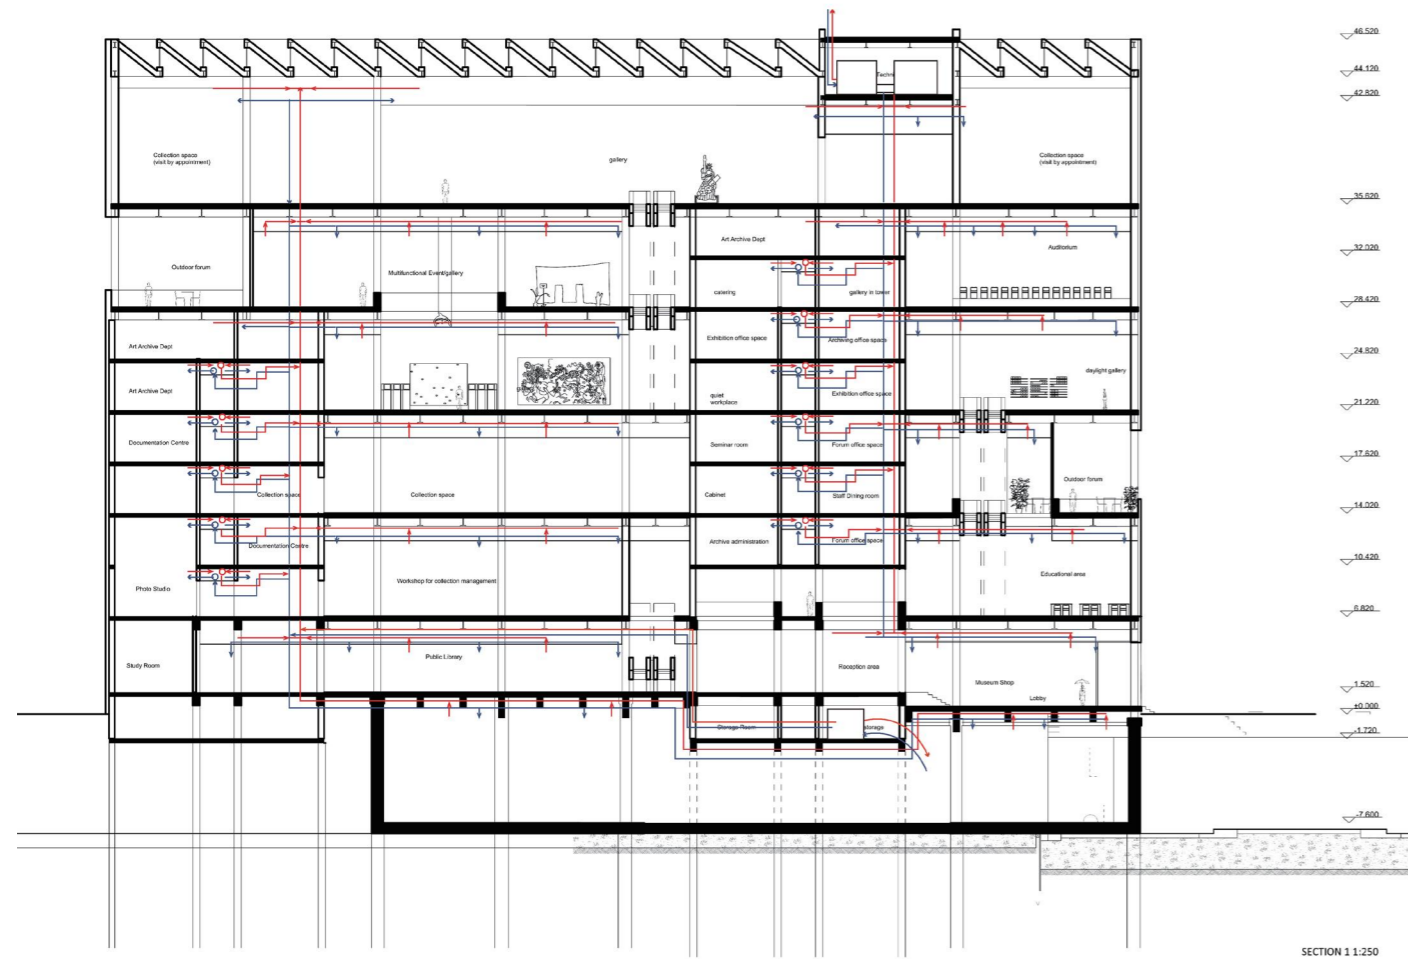 46.520
44.120
Techni
42.820
Collection space
(visit by appointment)
gallery
Collection space
(visit by appointment)
35.620
Art Archive Dept
Auditorium
32.020
Outdoor forum
Multifunctional Event/gallery
catering
gallery in tower
28.420
Exhibition office space
Archiving office space
Art Archive Dept
24.820
daylight gallery
Art Archive Dept
quiet
workplace
Exhibition office space
21.220
Documentation Centre
Seminar room
Forum office space
17.620
Outdoor forum
Collection space
Collection space
Cabinet
Staff Dining room
14.020
Documentation Centre
Archive administration
Forum office space
10.420
Photo Studio
Workshop for collection management
Educational area
6.820
Study Room
Public Library
Reception area
Museum Shop
1.520
Lobby
±0.000
Storage Room
storage
-1.720
-7.600
SECTION 1 1:250